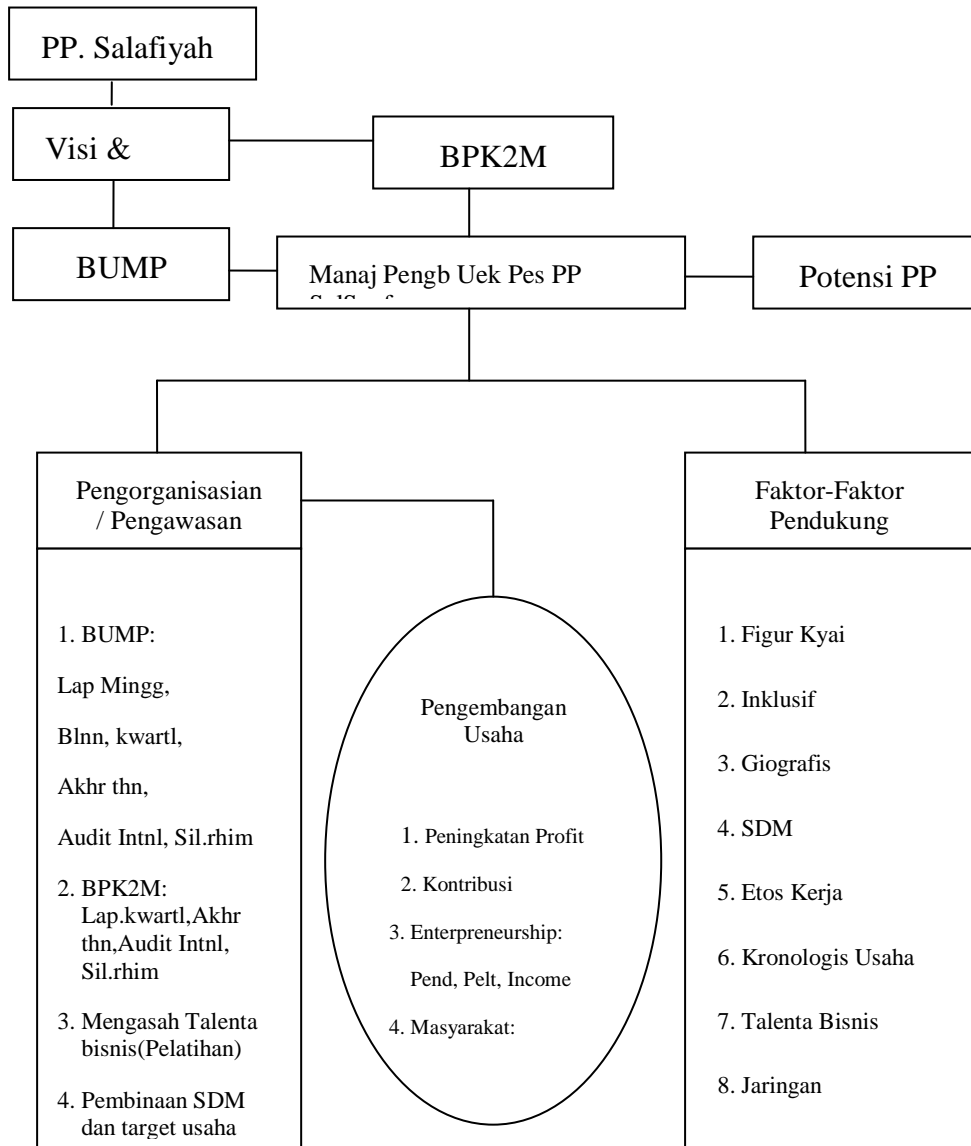 PP. Salafiyah
Visi &
BPK2M
BUMP
Manaj Pengb Uek Pes PP
Potensi PP
Pengorganisasian
/ Pengawasan
1. BUMP:
Lap Mingg,
Blnn, kwartl,
Akhr thn,
Audit Intnl, Sil.rhim
2. BPK2M:
Lap.kwartl,Akhr
thn,Audit Intnl,
Sil.rhim
3. Mengasah Talenta
bisnis(Pelatihan)
4. Pembinaan SDM
dan target usaha
Pengembangan
Usaha
1. Peningkatan Profit
2. Kontribusi
3. Enterpreneurship:
Pend, Pelt, Income
4. Masyarakat:
Faktor-Faktor
Pendukung
1. Figur Kyai
2. Inklusif
3. Giografis
4. SDM
5. Etos Kerja
6. Kronologis Usaha
7. Talenta Bisnis
8. Jaringan